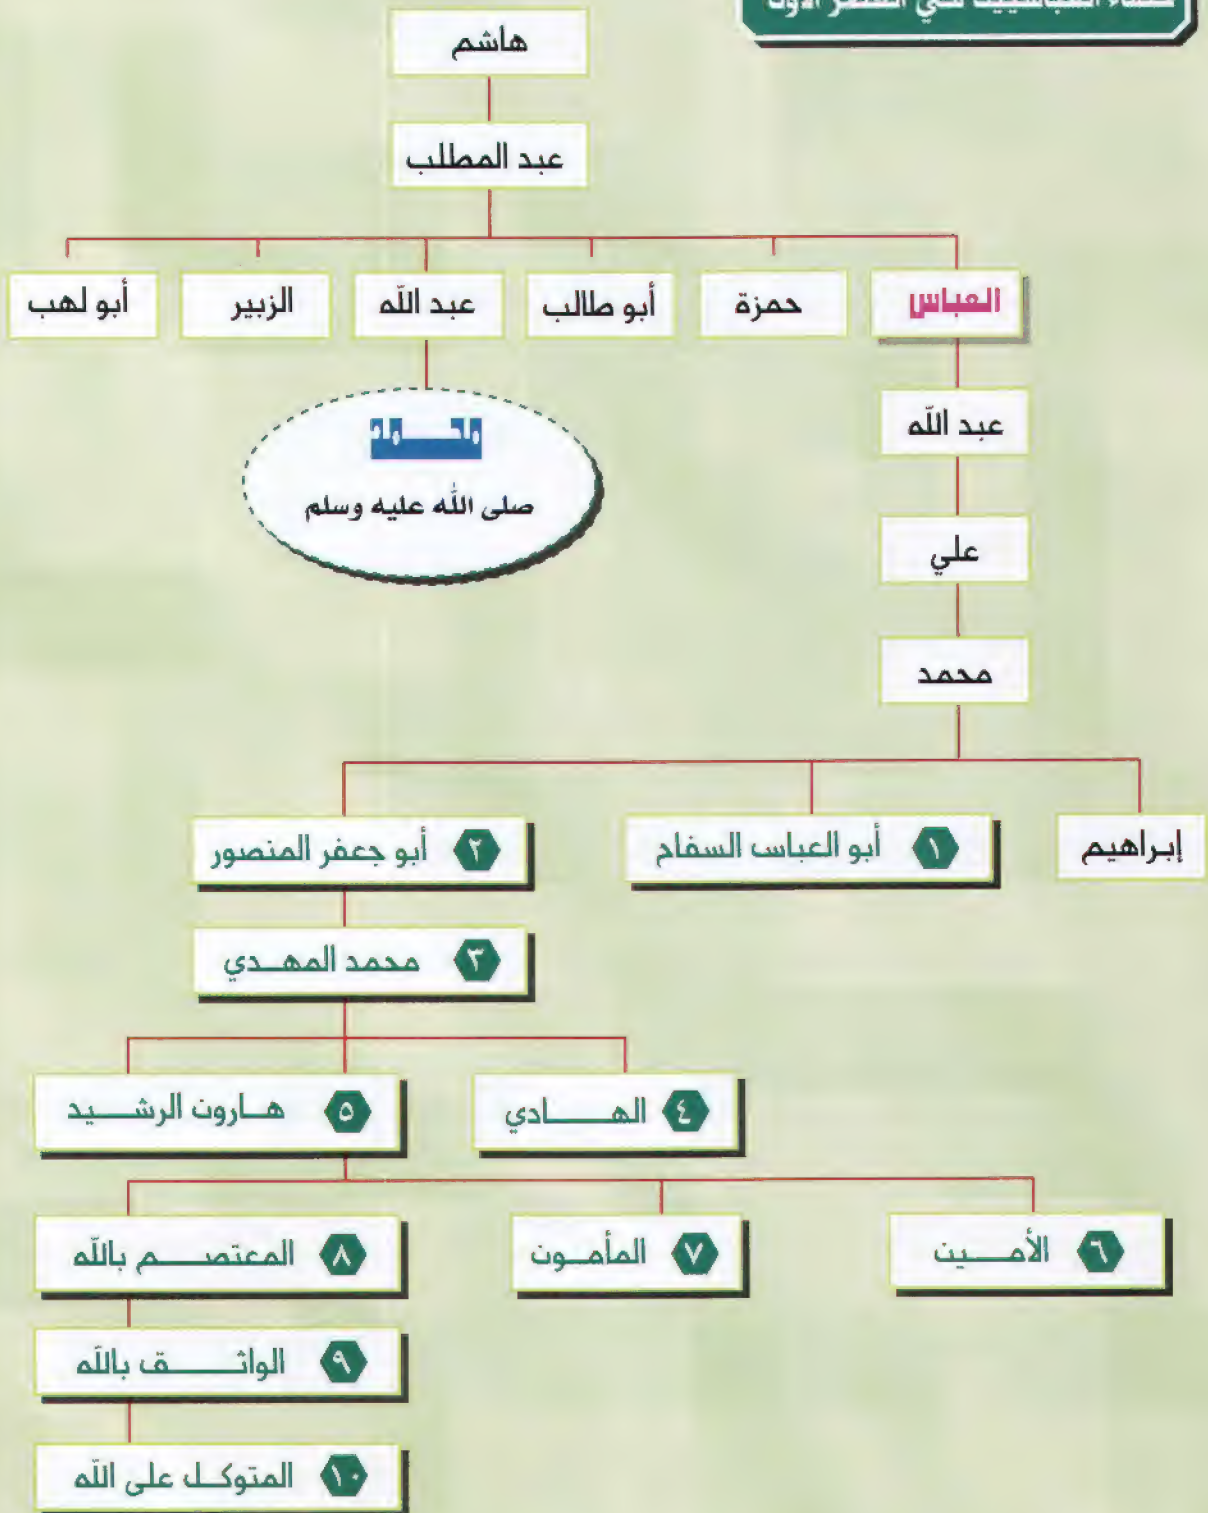 هاشم
عبد المطلب
العباس
حمزة
أبو طالب
عبد الله
الزبير
أبو لهب
صلى الله عليه وسلم
عبد الله
علي
محمد
إبراهيم
١ أبو العباس السفاح
٢ أبو جعفر المنصور
٣ محمد المهدي
٤ الهادي
٥ هارون الرشيد
٦ الأمين
٧ المأمون
٨ المعتصم بالله
٩ الواثق بالله
١٠ المتوكل على الله